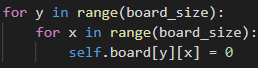 for y in range(board_size):
    for x in range(board_size):
        self.board[y][x] = 0